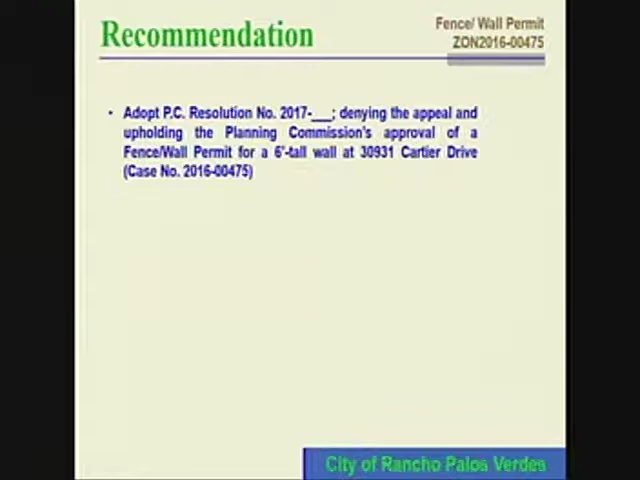 Recommendation
Fence/ Wall Permit
ZON2016-00475
• Adopt P.C. Resolution No. 2017-___; denying the appeal and
upholding the Planning Commission's approval of a
Fence/Wall Permit for a 6'-tall wall at 30931 Cartier Drive
(Case No. 2016-00475)
City of Rancho Palos Verdes